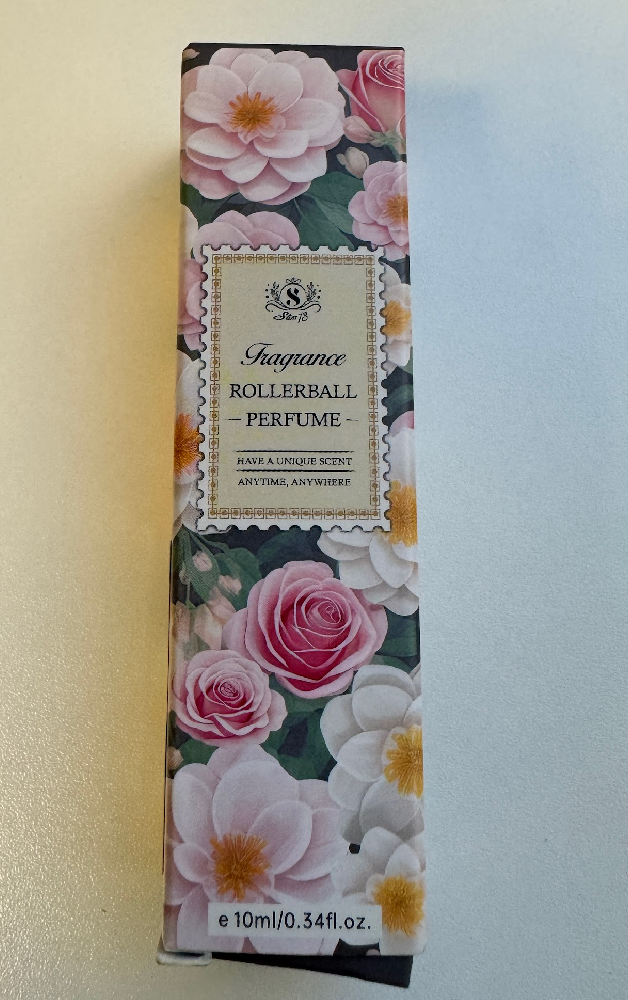 S
Fragrance
ROLLERBALL
PERFUME
HAVE A UNIQUE SCENT
ANYTIME, ANYWHERE
e 10ml/0.34fl.oz.